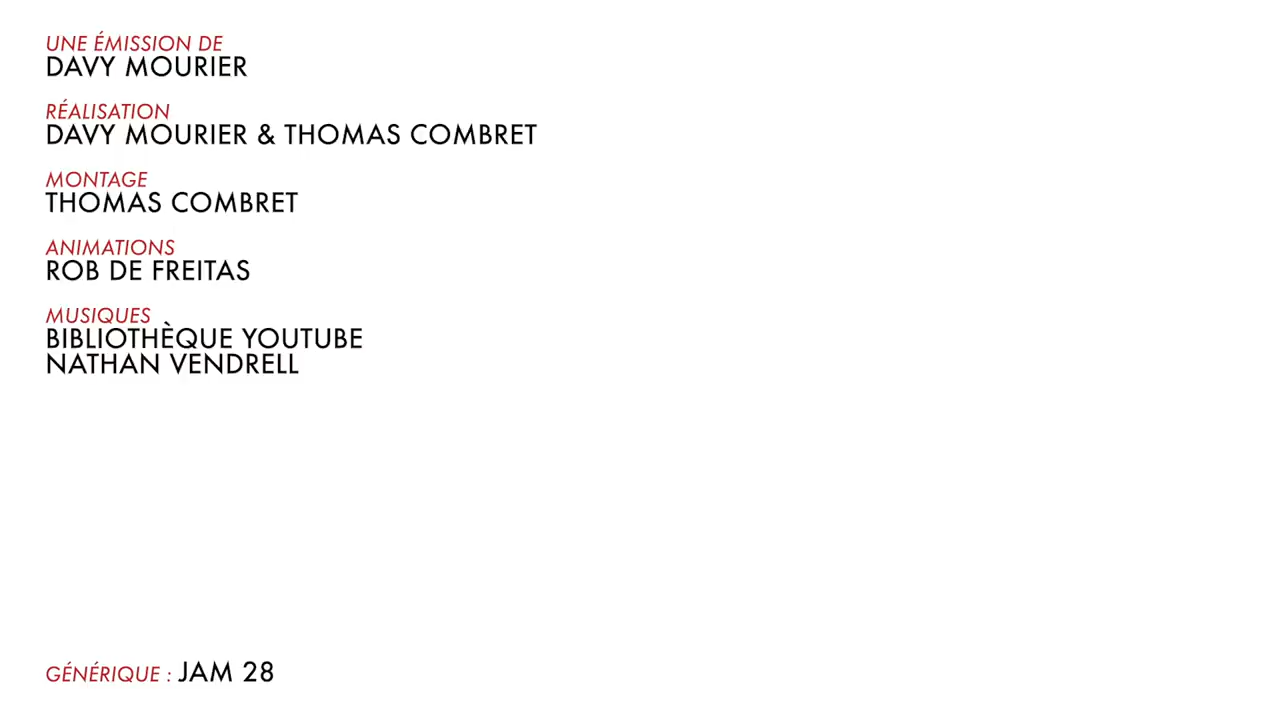 UNE ÉMISSION DE
DAVY MOURIER
RÉALISATION
DAVY MOURIER & THOMAS COMBRET
MONTAGE
THOMAS COMBRET
ANIMATIONS
ROB DE FREITAS
MUSIQUES
BIBLIOTHÈQUE YOUTUBE
NATHAN VENDRELL
GÉNÉRIQUE : JAM 28